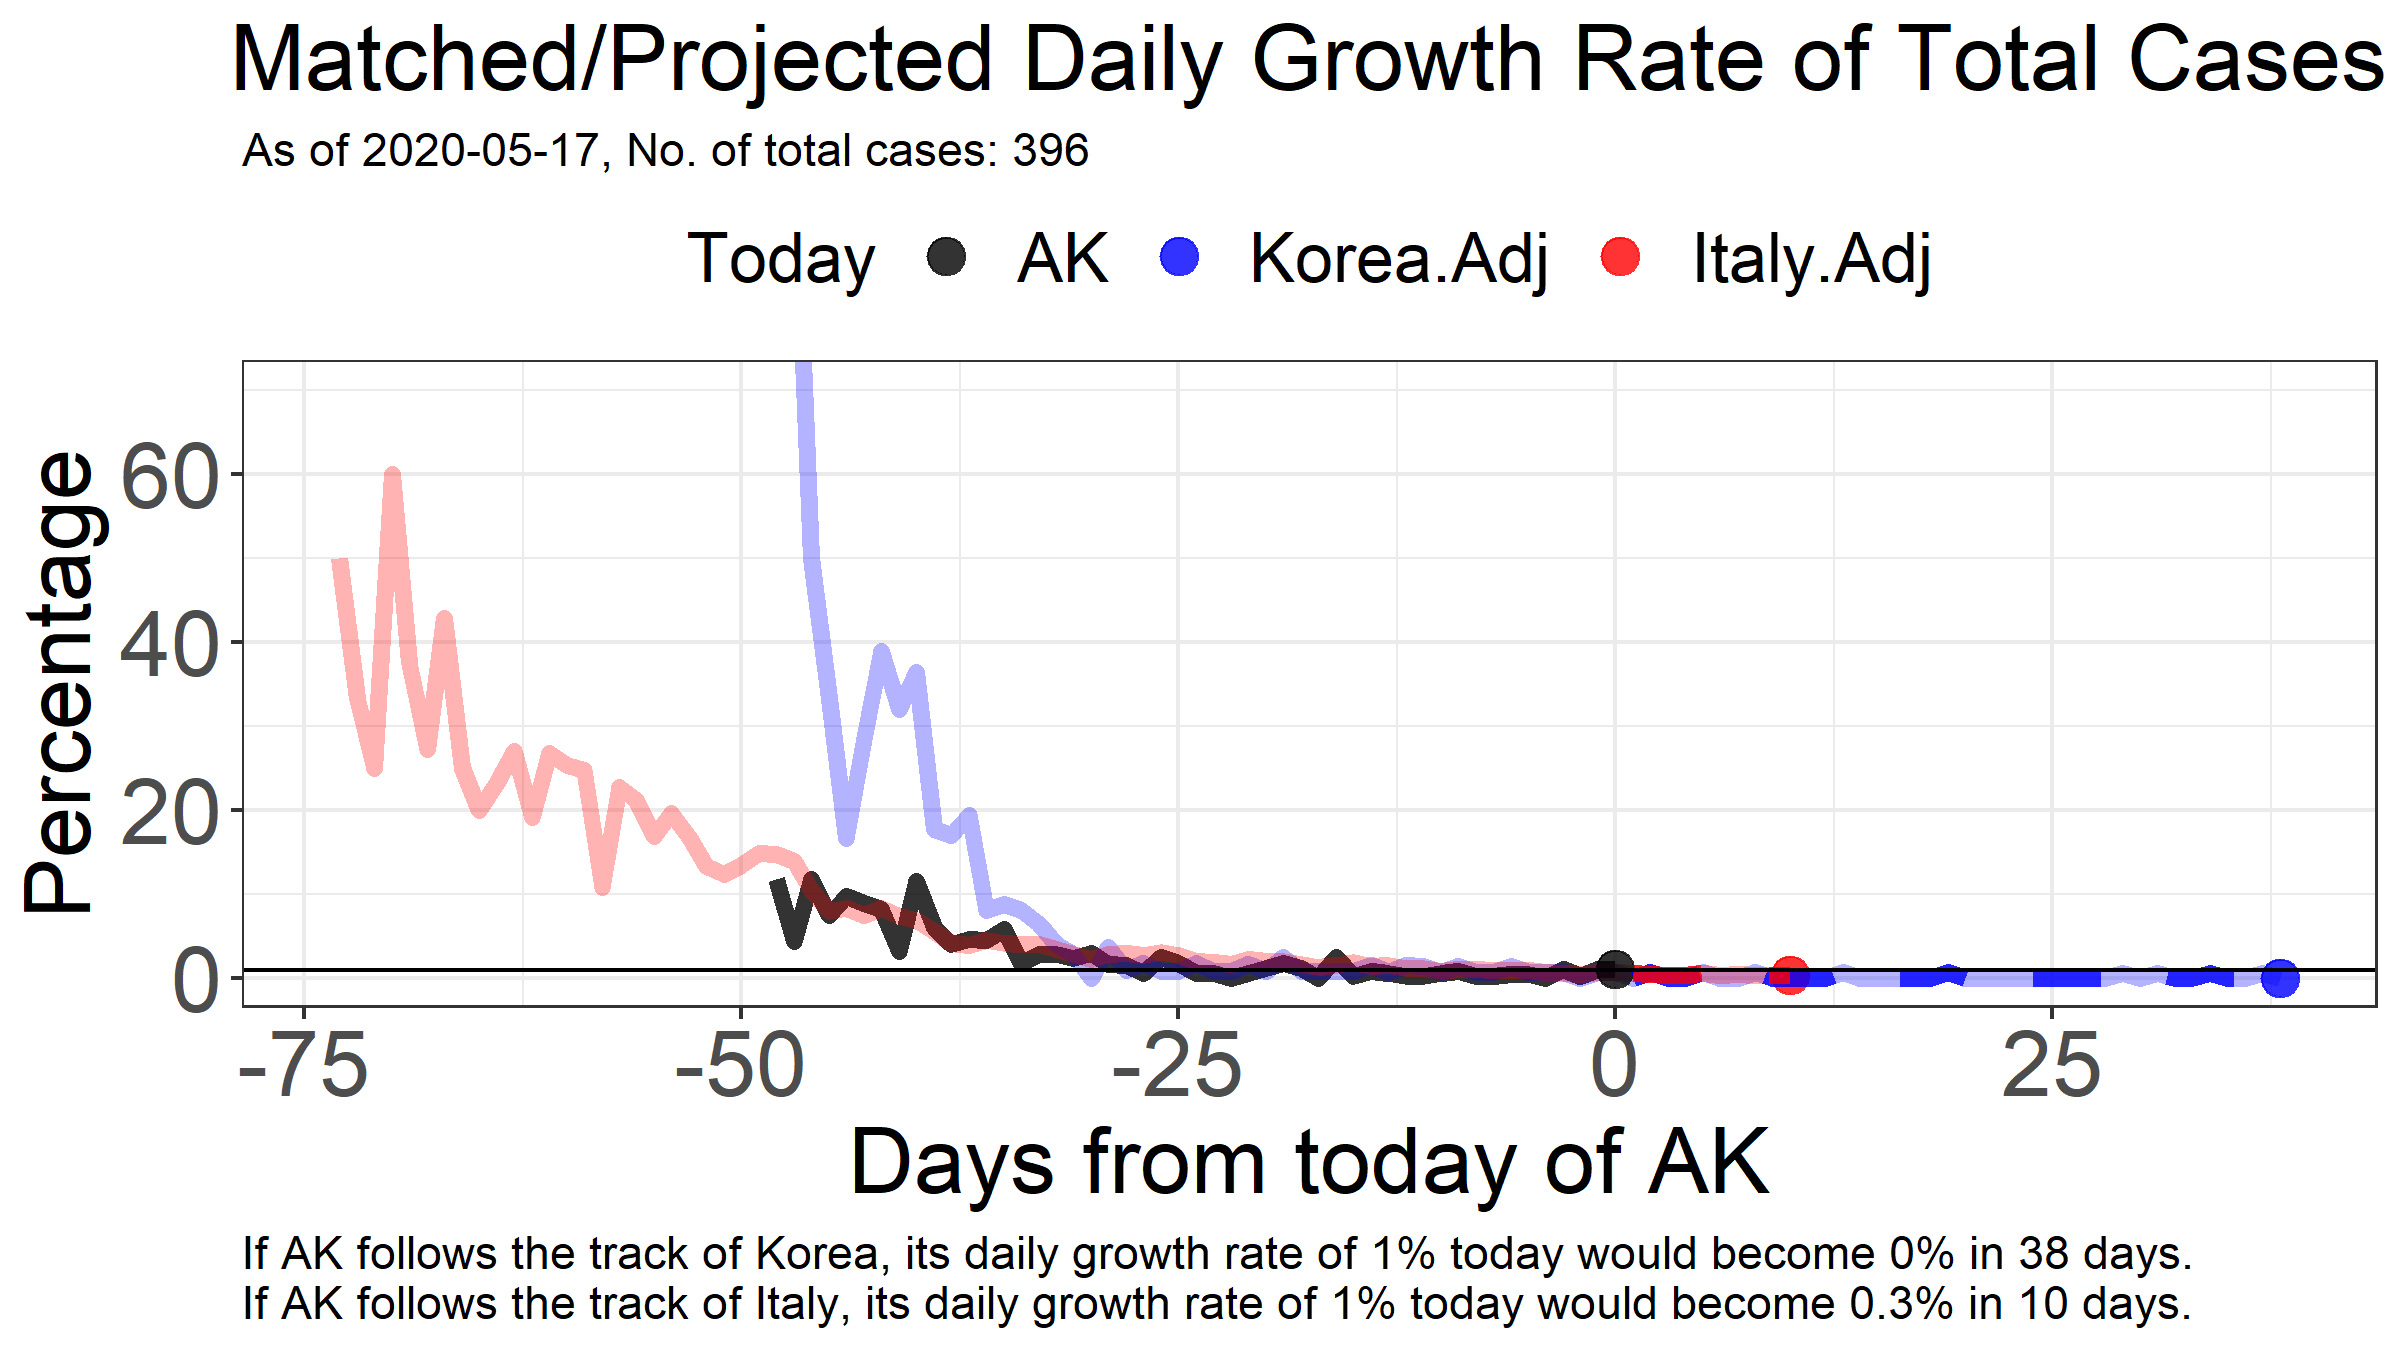 Matched/Projected Daily Growth Rate of Total Cases
As of 2020-05-17, No. of total cases: 396
Today AK Korea.Adj Italy.Adj
Percentage
60
40
20
0
-75 -50 -25 0 25
Days from today of AK
If AK follows the track of Korea, its daily growth rate of 1% today would become 0% in 38 days.
If AK follows the track of Italy, its daily growth rate of 1% today would become 0.3% in 10 days.